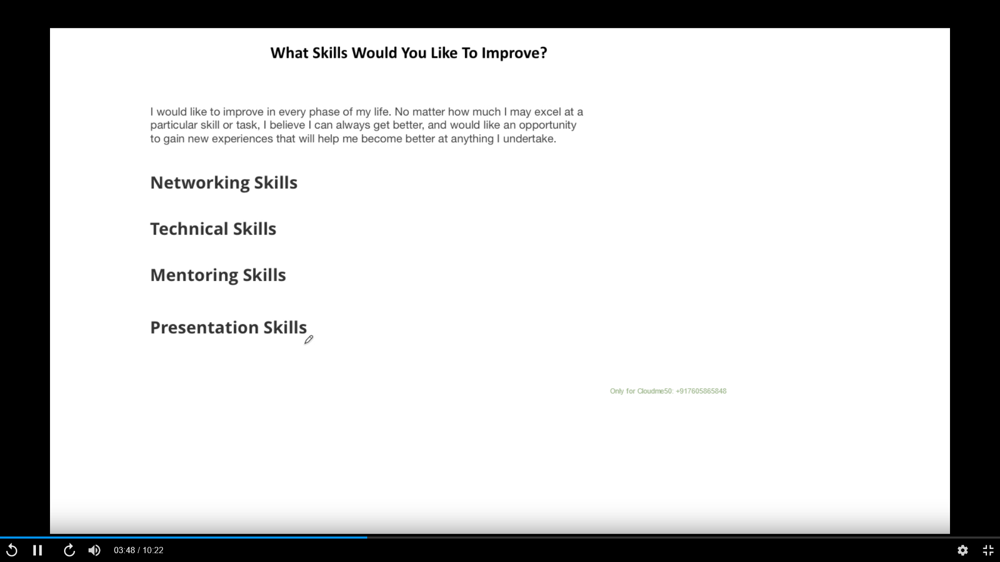 What Skills Would You Like To Improve?
I would like to improve in every phase of my life. No matter how much I may excel at a
particular skill or task, I believe I can always get better, and would like an opportunity
to gain new experiences that will help me become better at anything I undertake.
Networking Skills
Technical Skills
Mentoring Skills
Presentation Skills
Only for Cloudme50: +917605865848
03:48 / 10:22